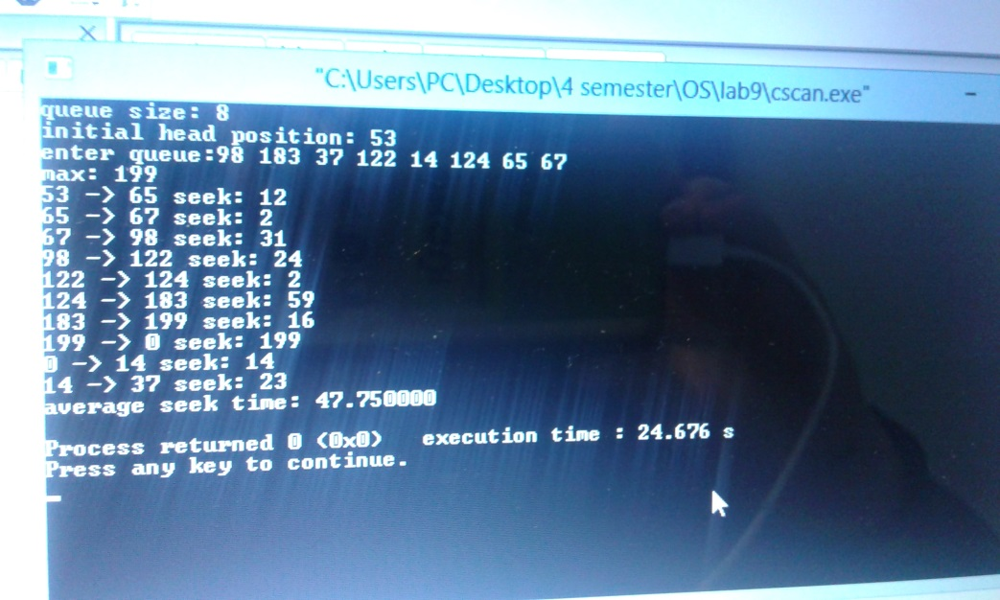 "C:\Users\PC\Desktop\4 semester\OS\lab9\cscan.exe"
queue size: 8
initial head position: 53
enter queue:98 183 37 122 14 124 65 67
max: 199
53 -> 65 seek: 12
65 -> 67 seek: 2
67 -> 98 seek: 31
98 -> 122 seek: 24
122 -> 124 seek: 2
124 -> 183 seek: 59
183 -> 199 seek: 16
199 -> 0 seek: 199
0 -> 14 seek: 14
14 -> 37 seek: 23
average seek time: 47.750000
Process returned 0 (0x0)   execution time : 24.676 s
Press any key to continue.